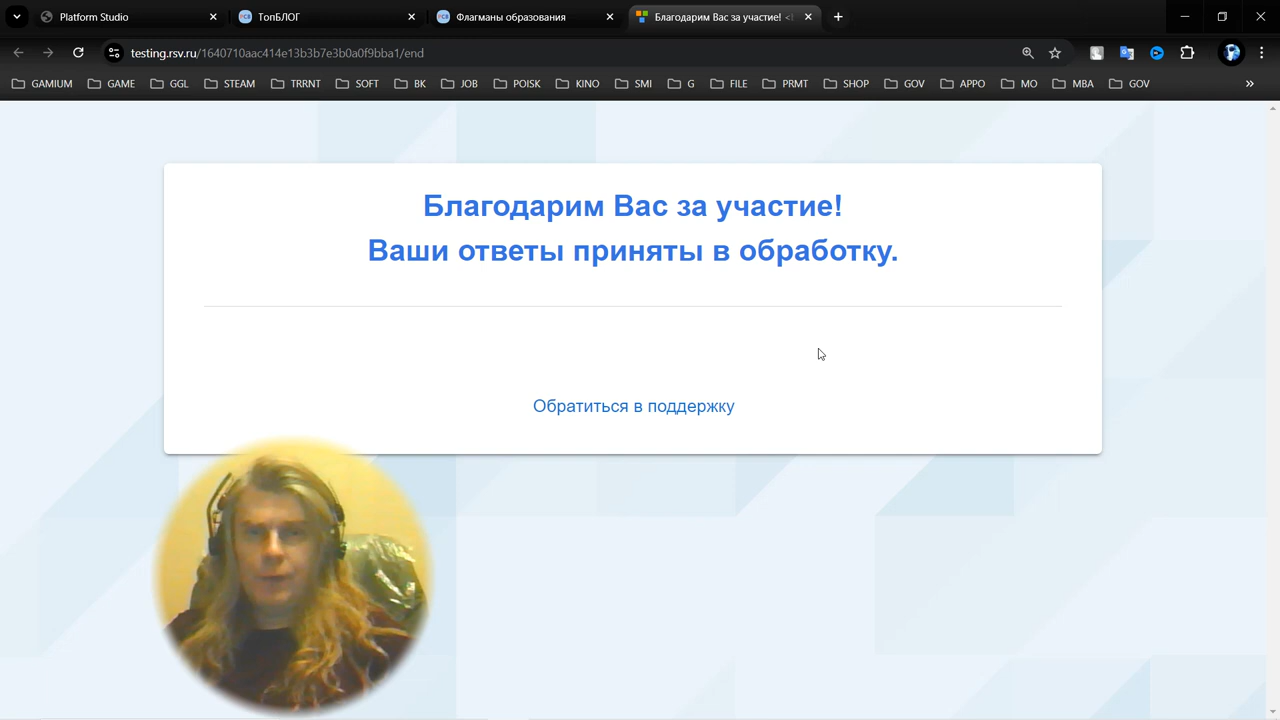 Platform Studio
ТопБЛОГ
Флагманы образования
Благодарим Вас за участие! <
testing.rsv.ru/1640710aac414e13b3b7e3b0a0f9bba1/end
GAMIUM
GAME
GGL
STEAM
TRRNT
SOFT
BK
JOB
POISK
KINO
SMI
G
FILE
PRMT
SHOP
GOV
APPO
MO
MBA
GOV
Благодарим Вас за участие!
Ваши ответы приняты в обработку.
Обратиться в поддержку